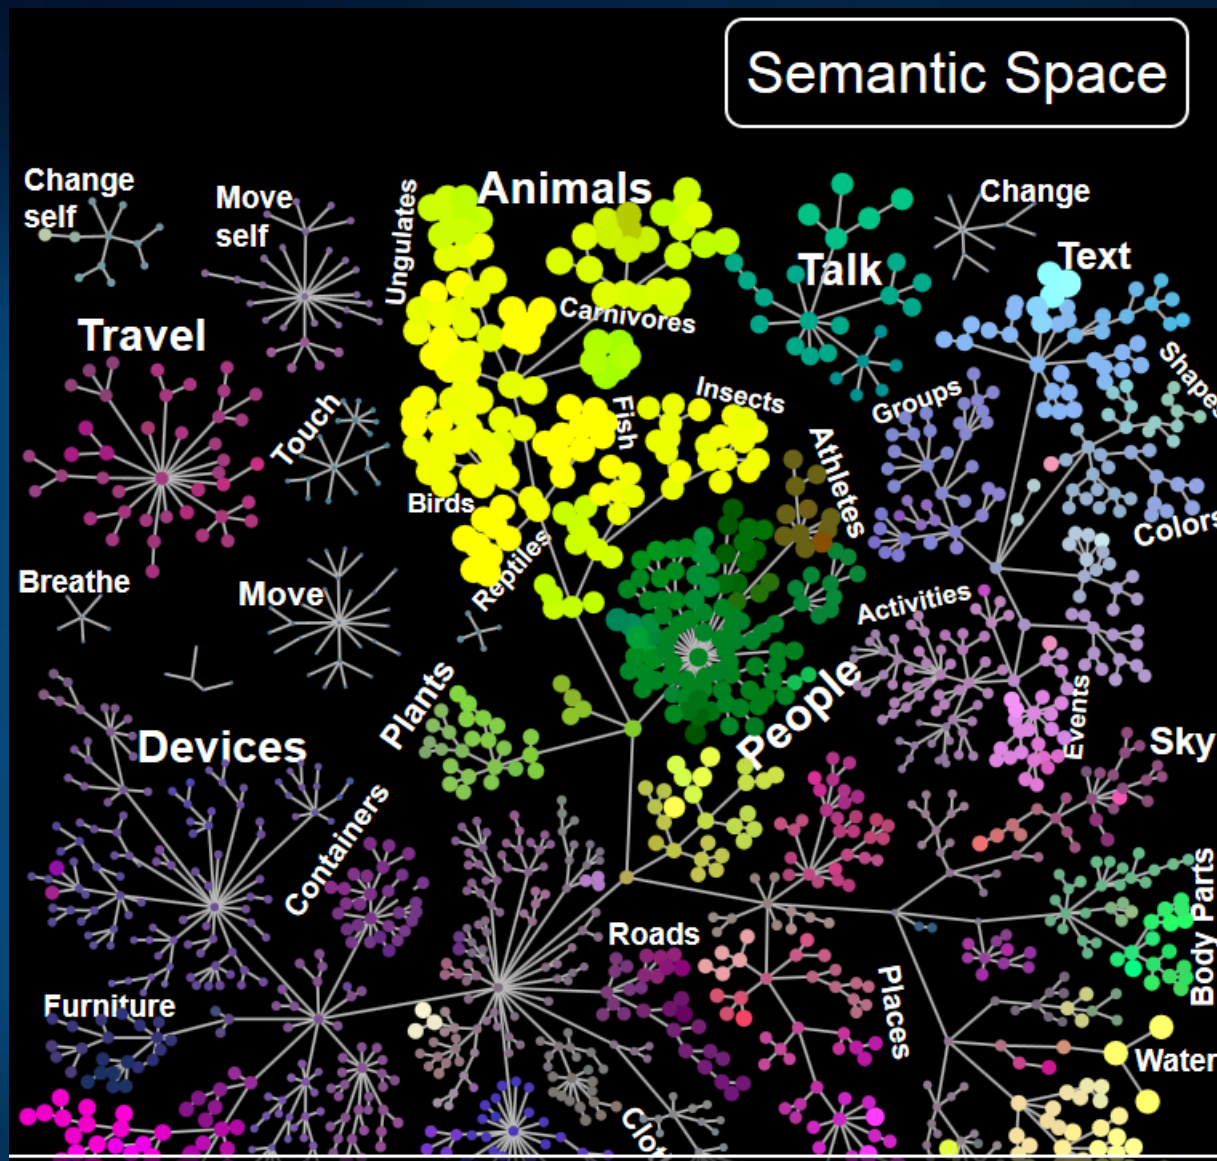 Semantic Space
Change
self
Move
self
Ungulates
Animals
Carnivores
Talk
Change
Text
Shapes
Travel
Touch
Birds
Fish
Insects
Athletes
Groups
Colors
Reptiles
Breathe
Move
Activities
Plants
People
Events
Sky
Devices
Containers
Roads
Places
Body Parts
Furniture
Water